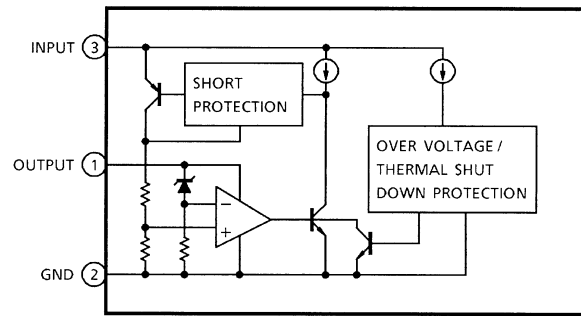 INPUT 3
SHORT
PROTECTION
OUTPUT 1
OVER VOLTAGE /
THERMAL SHUT
DOWN PROTECTION
−
+
GND 2